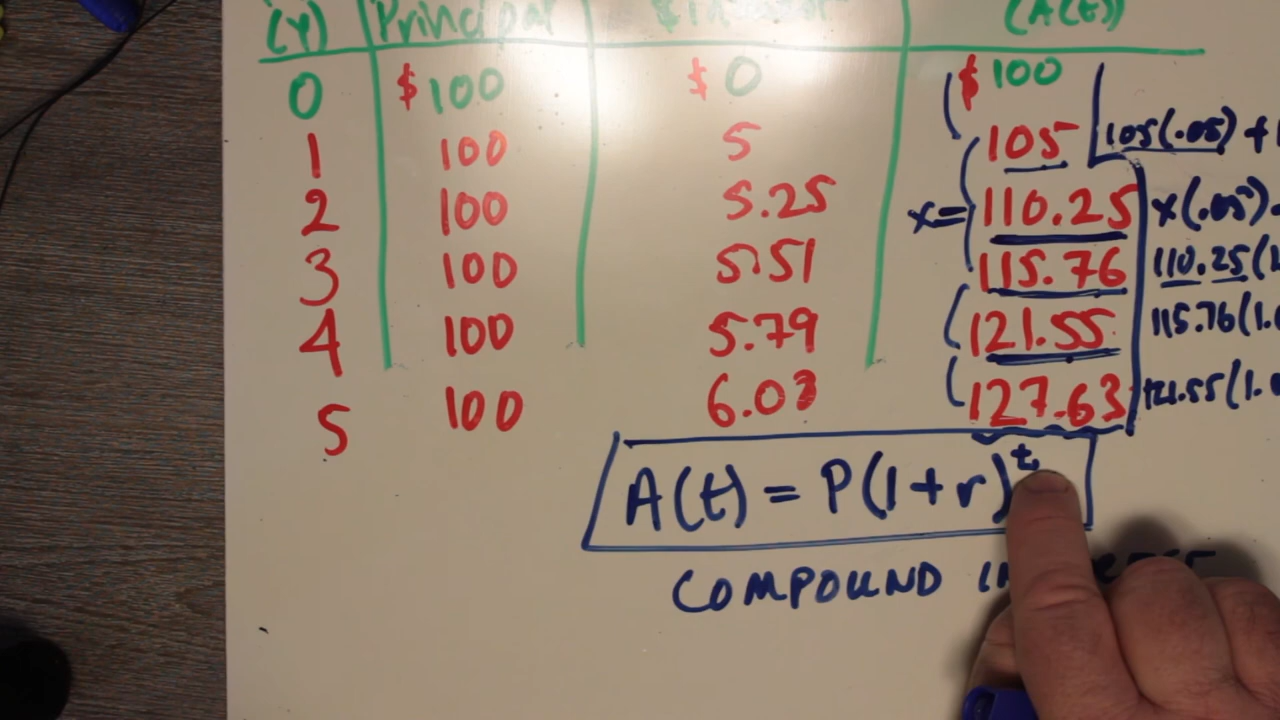 (Y) Principal (A(t))
0 $ 100 $ 0 $ 100
1 100 5 105 105(.05) +
2 100 5.25 x= 110.25 x(.05)
3 100 5.51 115.76 110.25(1.
4 100 5.79 121.55 115.76(1.
5 100 6.03 127.63 121.55(1.
A(t) = P(1+r)^t
COMPOUND